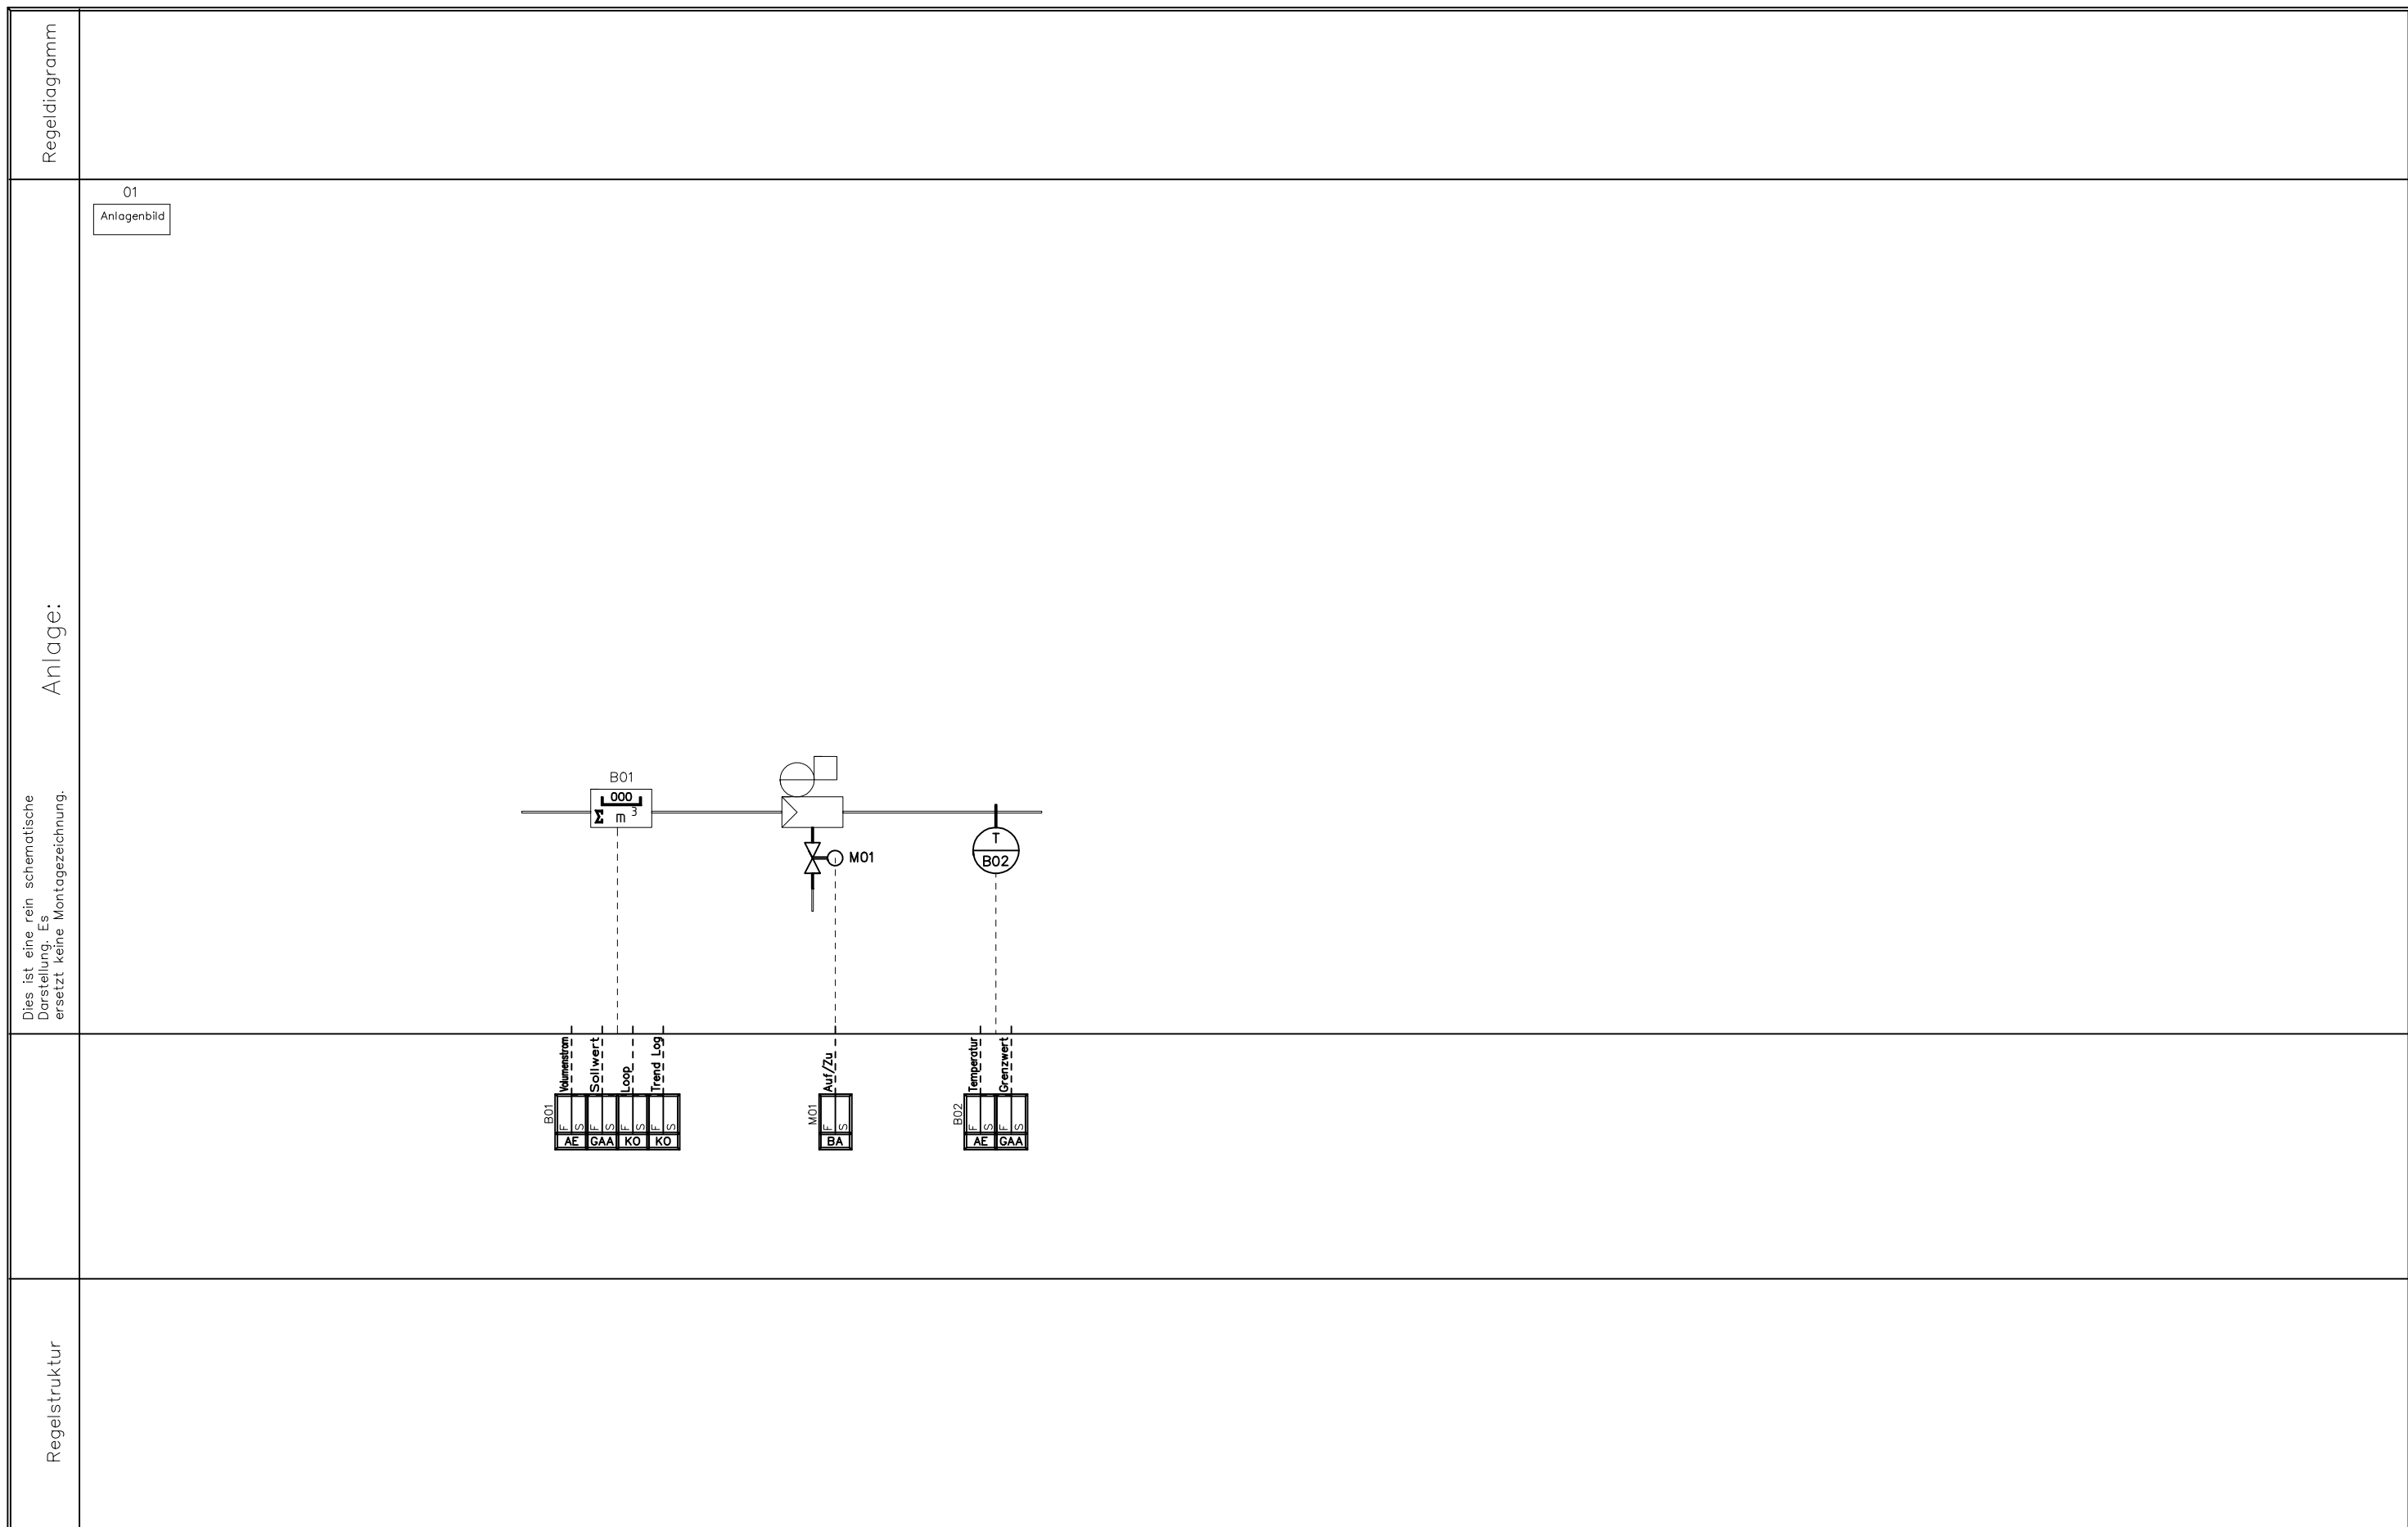 Regeldiagramm
01
Anlagenbild
Anlage:
Dies ist eine rein schematische
Darstellung. Es
ersetzt keine Montagezeichnung.
B01
000
Σ m³
M01
T
B02
Volumenstrom
Sollwert
Loop
Trend Log
Auf/Zu
Temperatur
Grenzwert
B01
F S F S F S F S
AE GAA KO KO
M01
F S
BA
B02
F S F S
AE GAA
Regelstruktur